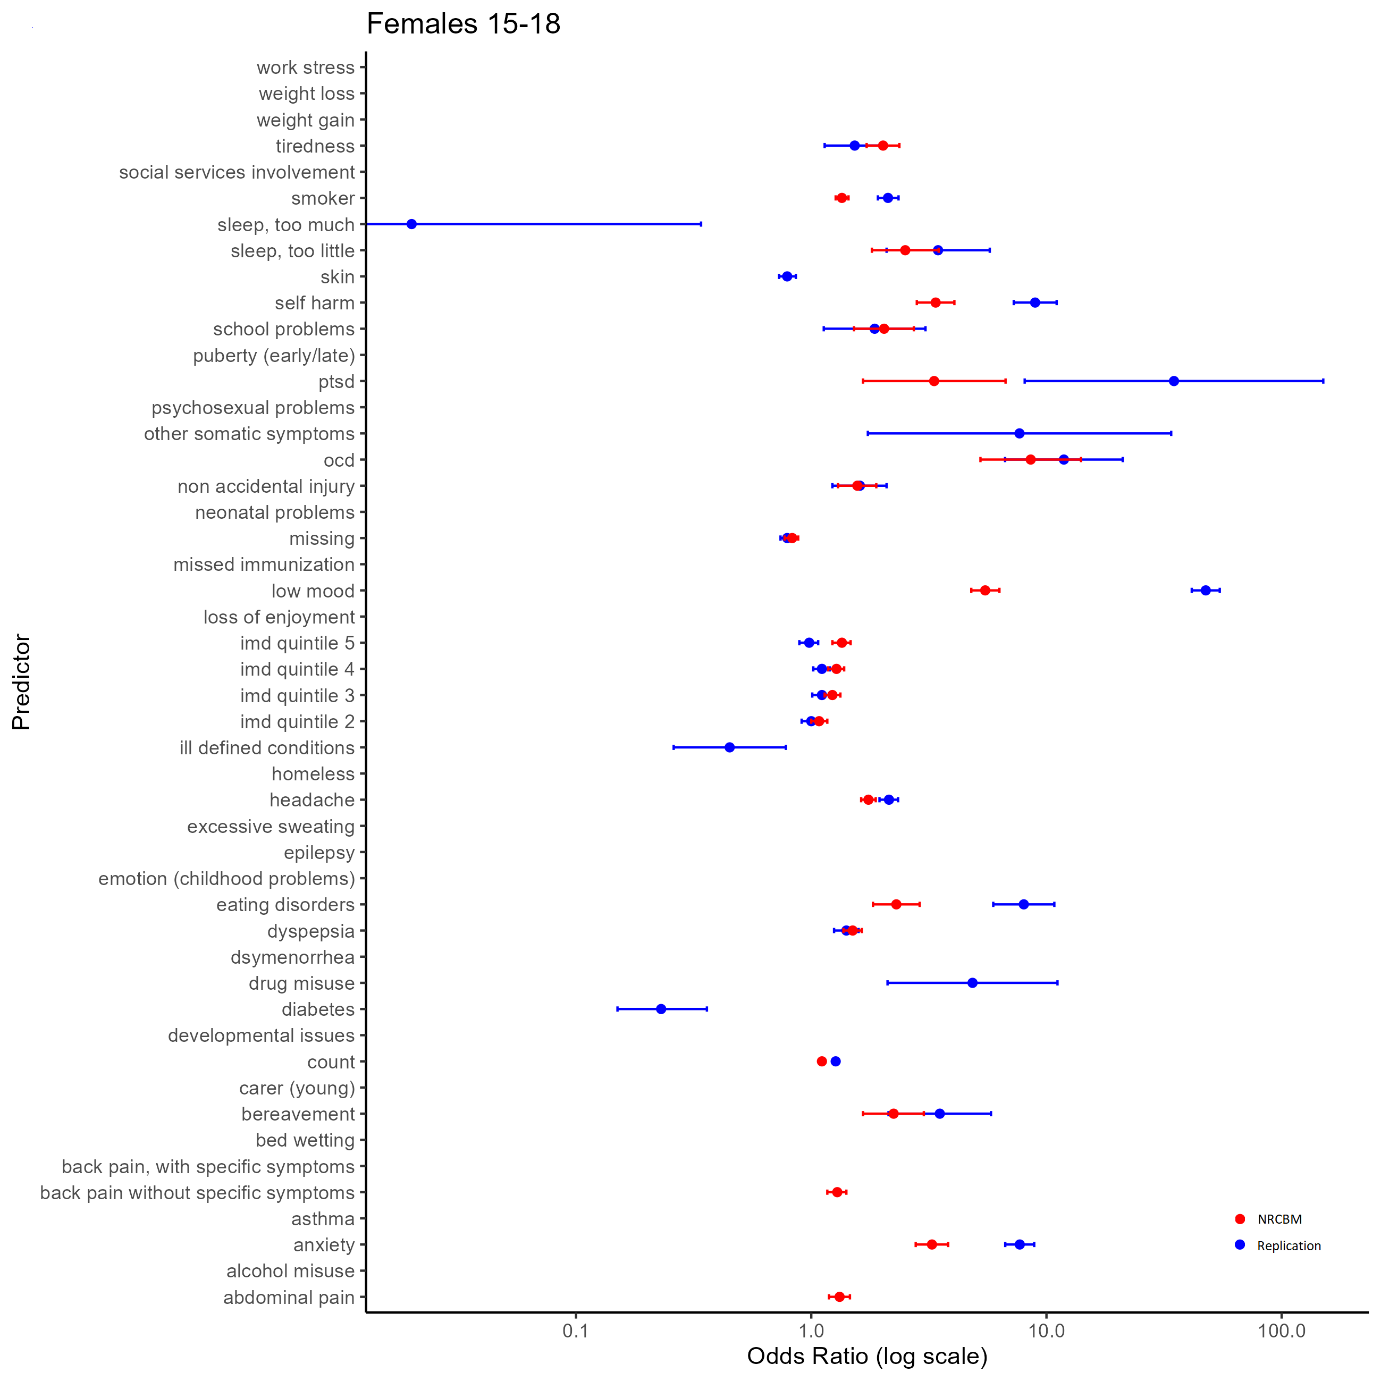 Females 15-18
work stress
weight loss
weight gain
tiredness
social services involvement
smoker
sleep, too much
sleep, too little
skin
self harm
school problems
puberty (early/late)
ptsd
psychosexual problems
other somatic symptoms
ocd
non accidental injury
neonatal problems
missing
missed immunization
low mood
loss of enjoyment
imd quintile 5
imd quintile 4
imd quintile 3
imd quintile 2
ill defined conditions
homeless
headache
excessive sweating
epilepsy
emotion (childhood problems)
eating disorders
dyspepsia
dsymenorrhea
drug misuse
diabetes
developmental issues
count
carer (young)
bereavement
bed wetting
back pain, with specific symptoms
back pain without specific symptoms
asthma
anxiety
alcohol misuse
abdominal pain
Predictor
NRCBM
Replication
0.1 1.0 10.0 100.0
Odds Ratio (log scale)